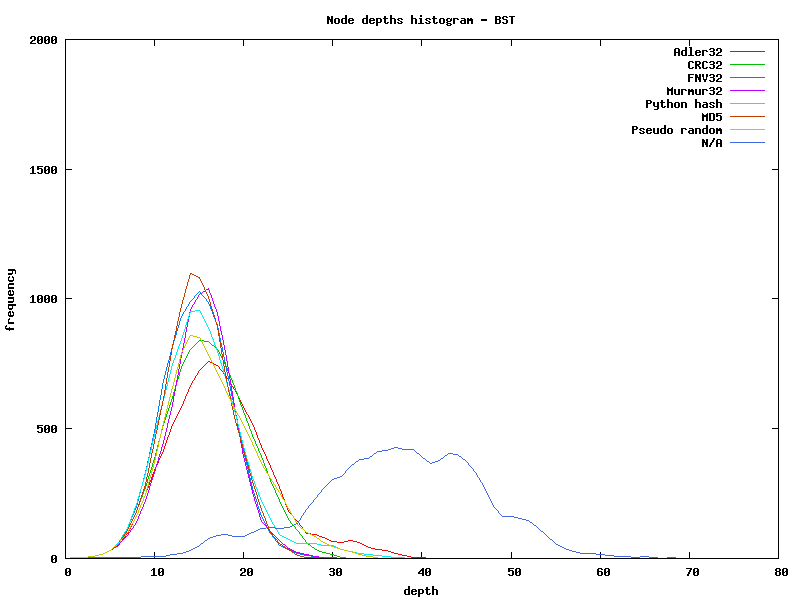 Node depths histogram - BST
2000
1500
1000
500
0
frequency
Adler32
CRC32
FNV32
Murmur32
Python hash
MD5
Pseudo random
N/A
0 10 20 30 40 50 60 70 80
depth